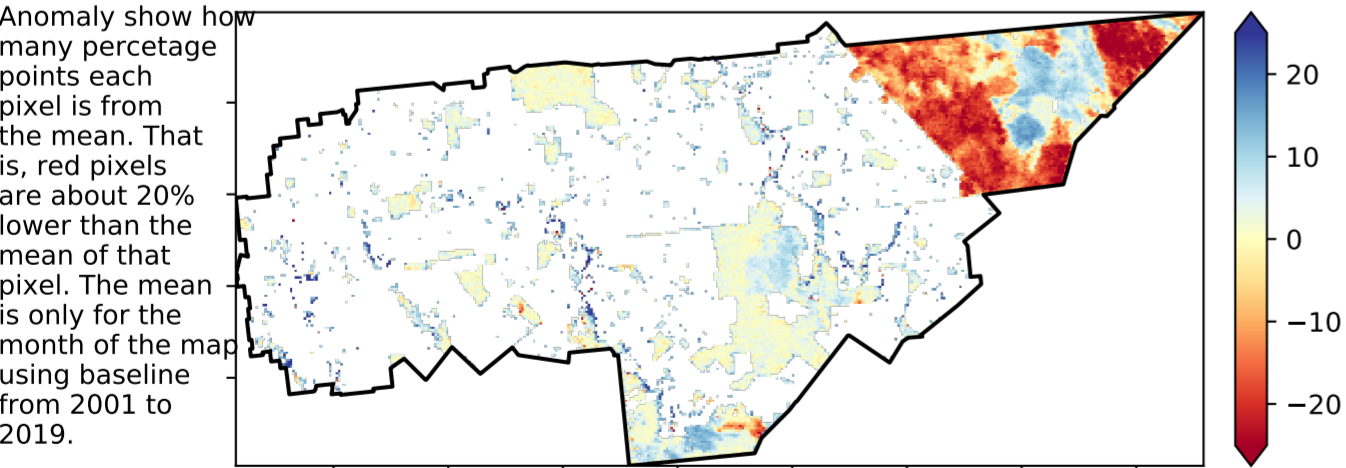 Anomaly show how
many percetage
points each
pixel is from
the mean. That
is, red pixels
are about 20%
lower than the
mean of that
pixel. The mean
is only for the
month of the map
using baseline
from 2001 to
2019.
20
10
0
−10
−20